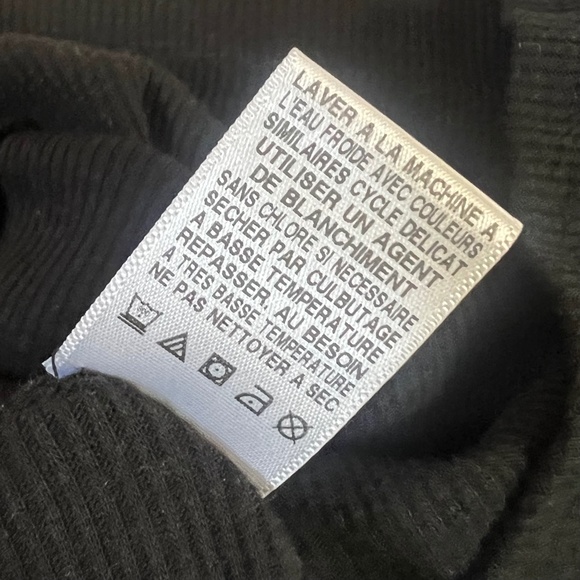 LAVER A LA MACHINE A
L'EAU FROIDE AVEC COULEURS
SIMILAIRES CYCLE DELICAT
UTILISER UN AGENT
DE BLANCHIMENT
SANS CHLORE SI NECESSAIRE
SECHER PAR CULBUTAGE
A BASSE TEMPERATURE
REPASSER, AU BESOIN
A TRES BASSE TEMPERATURE
NE PAS NETTOYER A SEC